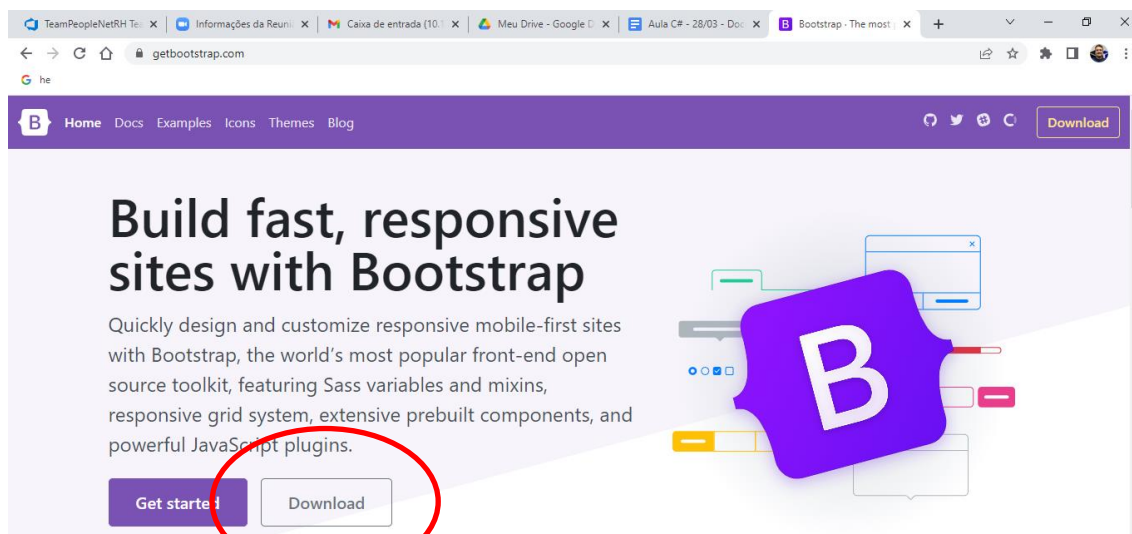 TeamPeopleNetRH Te
Informações da Reuni
Caixa de entrada (10.1
Meu Drive - Google D
Aula C# - 28/03 - Doc
Bootstrap · The most
getbootstrap.com
he
B Home Docs Examples Icons Themes Blog Download
Build fast, responsive
sites with Bootstrap
Quickly design and customize responsive mobile-first sites
with Bootstrap, the world's most popular front-end open
source toolkit, featuring Sass variables and mixins,
responsive grid system, extensive prebuilt components, and
powerful JavaScript plugins.
B
Get started Download